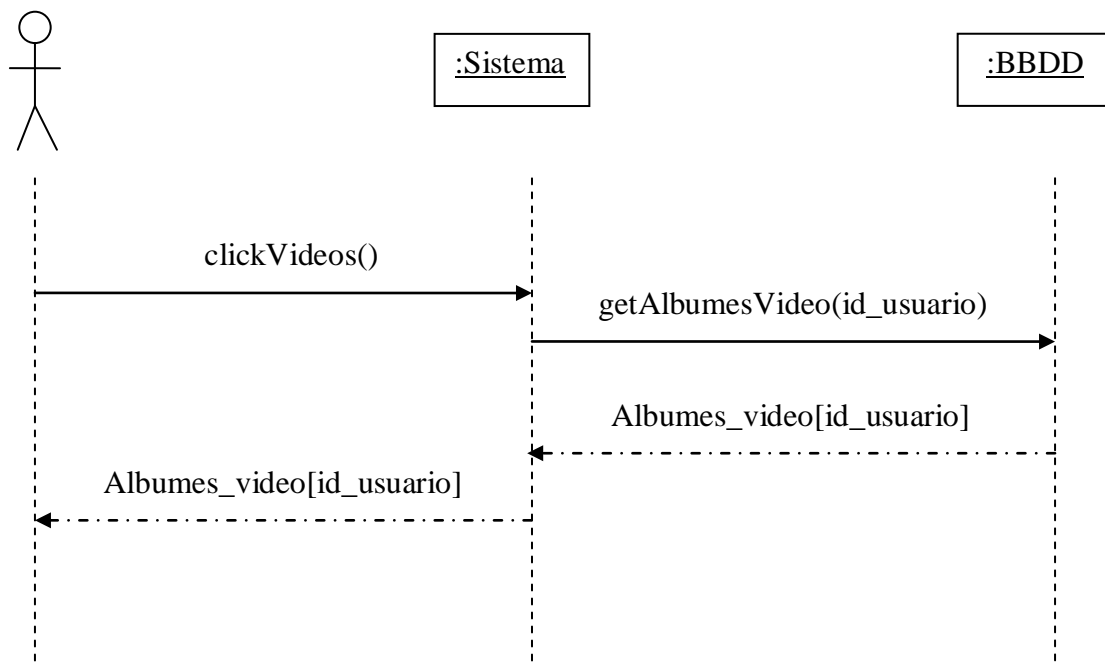 :Sistema
:BBDD
clickVideos()
getAlbumesVideo(id_usuario)
Albumes_video[id_usuario]
Albumes_video[id_usuario]